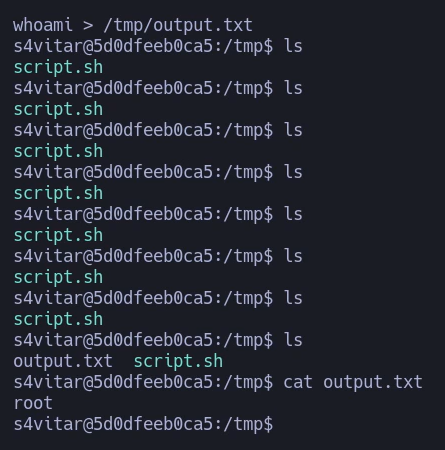 whoami > /tmp/output.txt
s4vitar@5d0dfeeb0ca5:/tmp$ ls
script.sh
s4vitar@5d0dfeeb0ca5:/tmp$ ls
script.sh
s4vitar@5d0dfeeb0ca5:/tmp$ ls
script.sh
s4vitar@5d0dfeeb0ca5:/tmp$ ls
script.sh
s4vitar@5d0dfeeb0ca5:/tmp$ ls
script.sh
s4vitar@5d0dfeeb0ca5:/tmp$ ls
script.sh
s4vitar@5d0dfeeb0ca5:/tmp$ ls
script.sh
s4vitar@5d0dfeeb0ca5:/tmp$ ls
output.txt  script.sh
s4vitar@5d0dfeeb0ca5:/tmp$ cat output.txt
root
s4vitar@5d0dfeeb0ca5:/tmp$